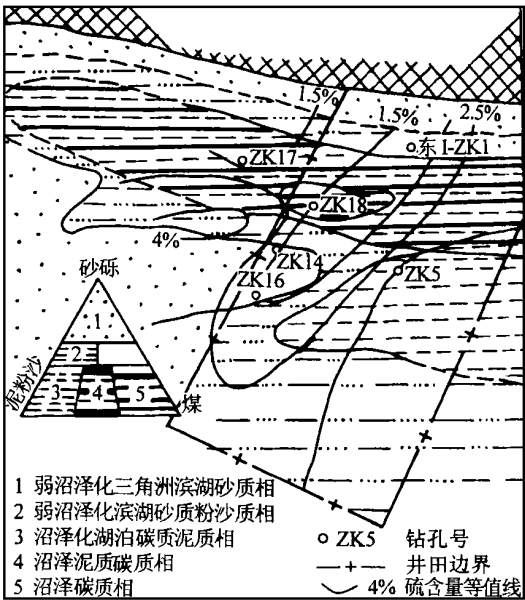 1.5%
1.5%
2.5%
东 I-ZK1
ZK17
ZK18
4%
ZK14
ZK16
ZK5
砂砾
1
2
3
4
5
泥粉沙
煤
1 弱沼泽化三角洲滨湖砂质相
2 弱沼泽化滨湖砂质粉沙质相
3 沼泽化湖泊碳质泥质相
4 沼泽泥质碳质相
5 沼泽碳质相
ZK5 钻孔号
井田边界
4% 硫含量等值线